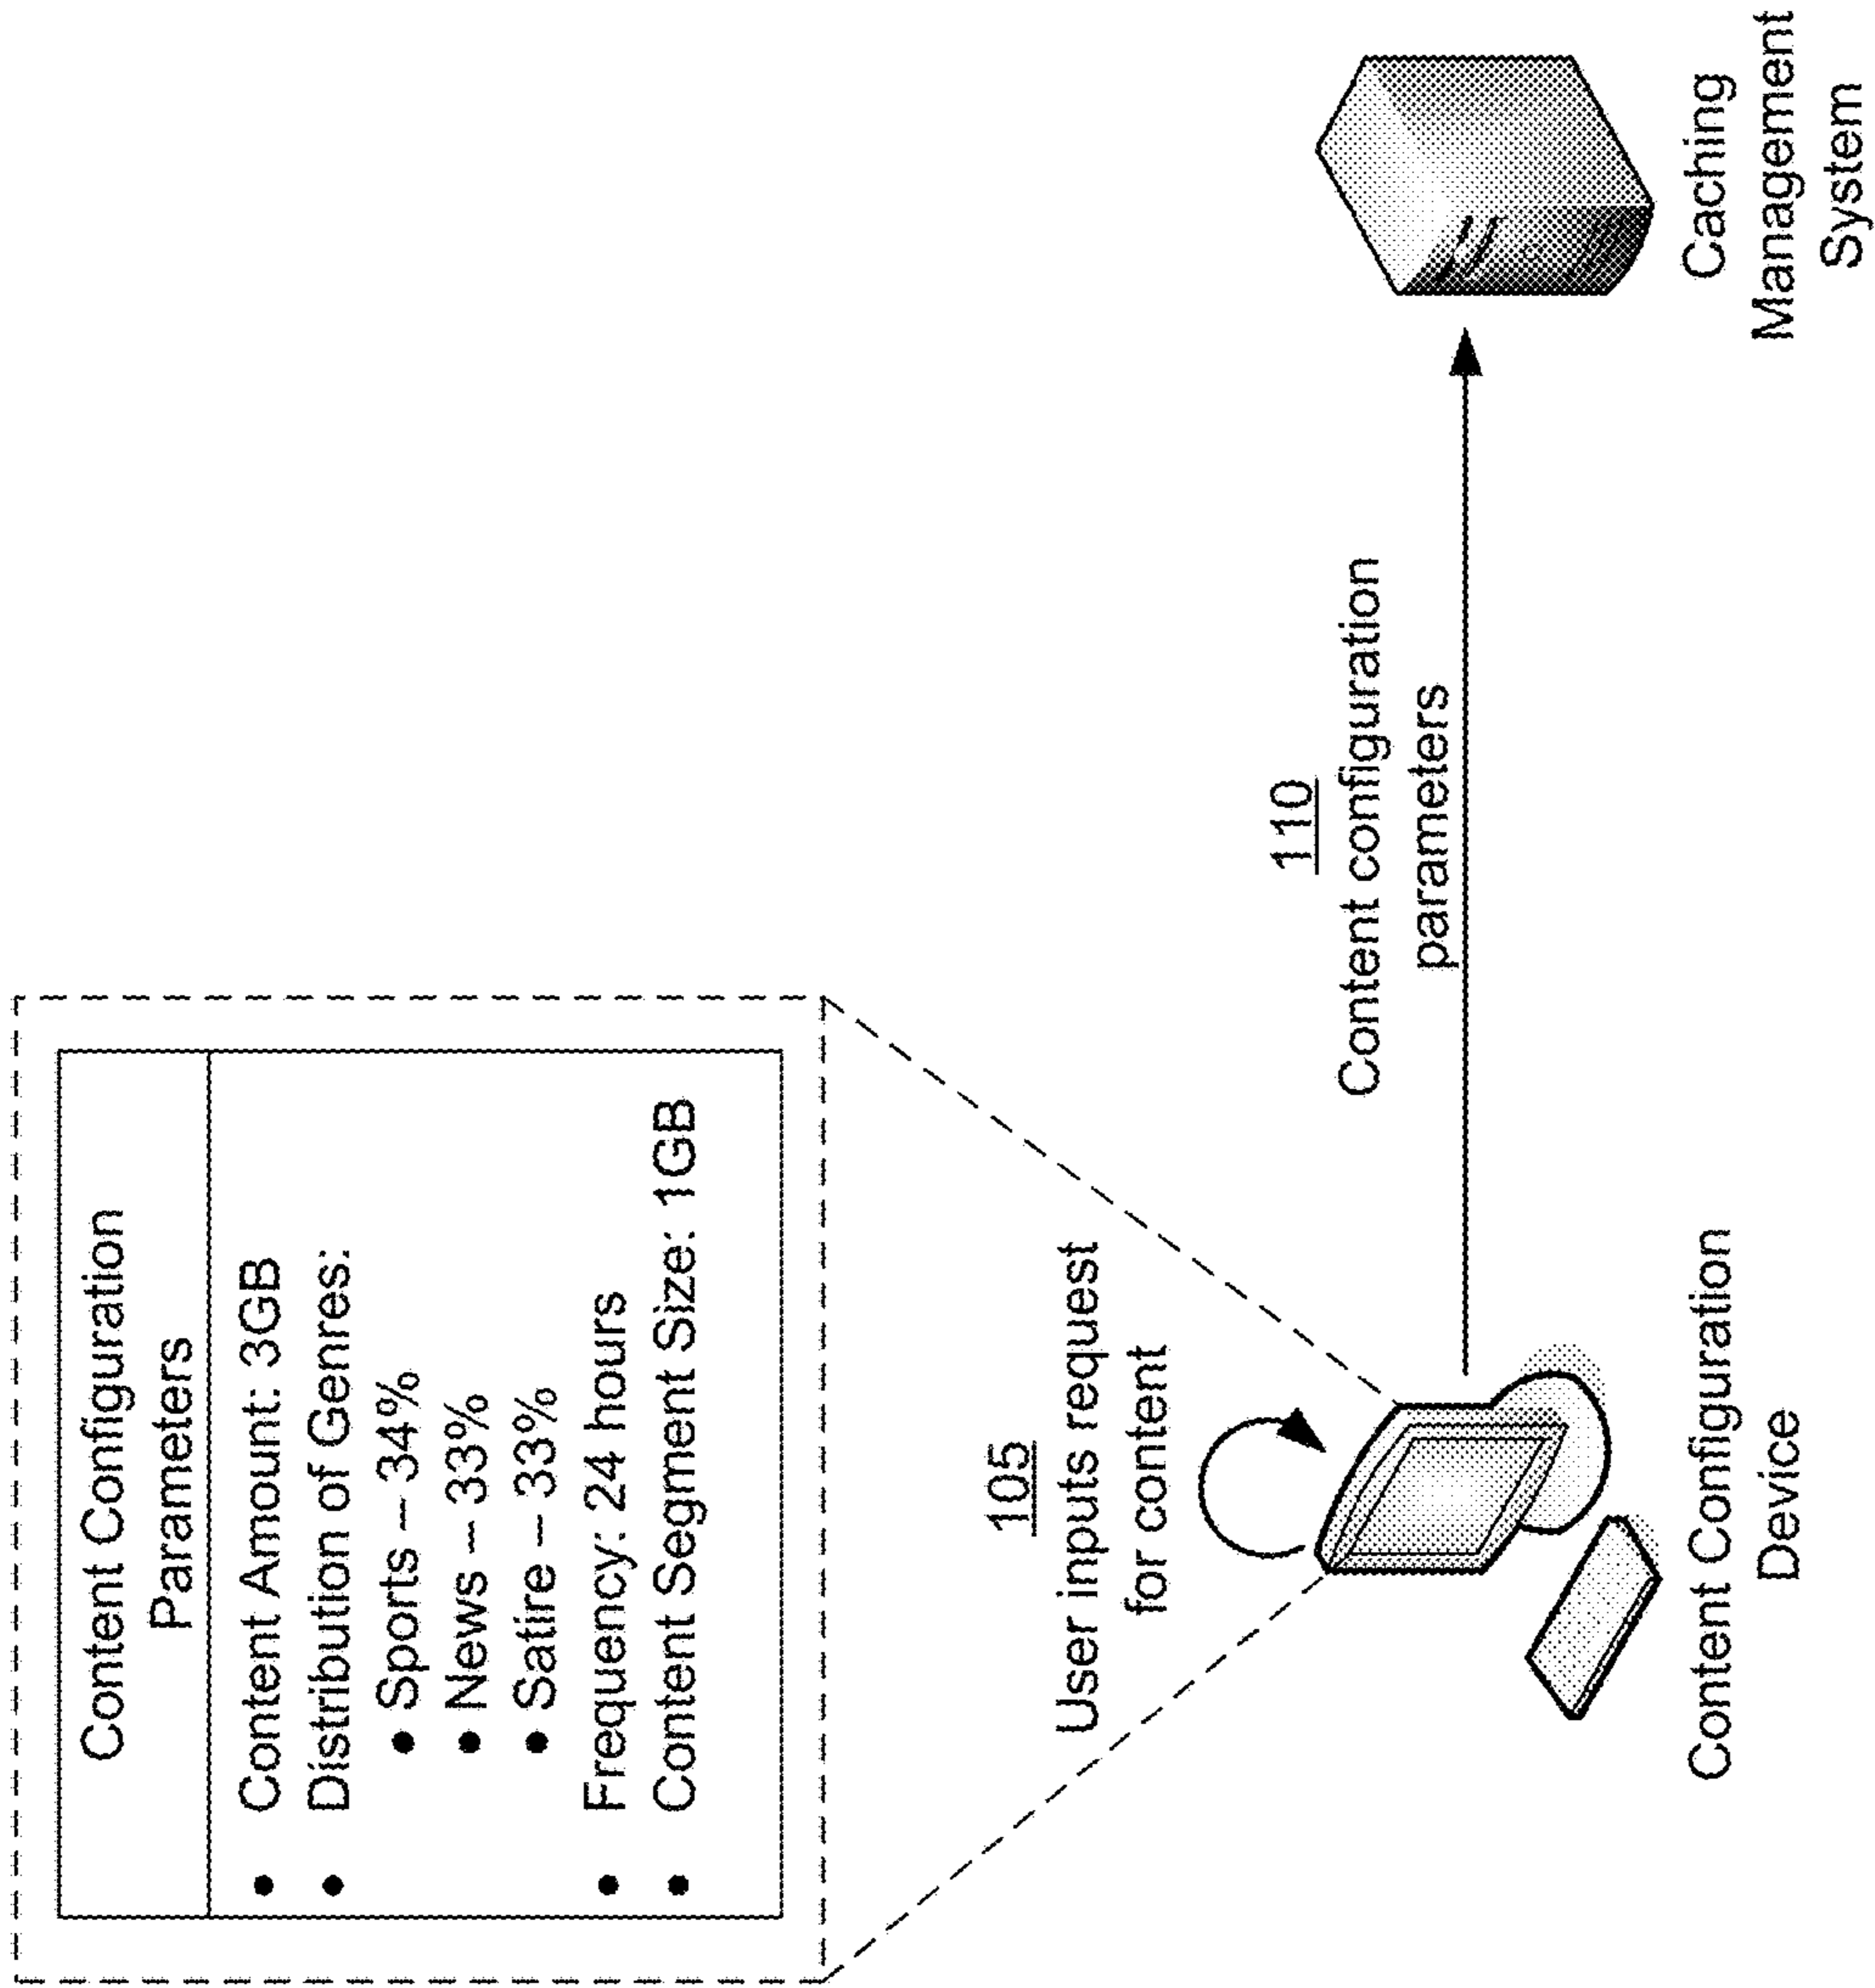 Content Configuration
Parameters
• Content Amount: 3GB
• Distribution of Genres:
• Sports – 34%
• News – 33%
• Satire – 33%
• Frequency: 24 hours
• Content Segment Size: 1GB
105
User inputs request
for content
110
Content configuration
parameters
Content Configuration
Device
Caching
Management
System